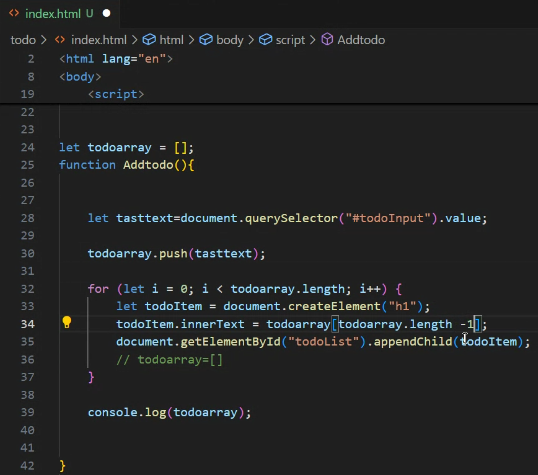 index.html U
todo > index.html > html > body > script > Addtodo
2 <html lang="en">
8 <body>
19 <script>
22
23
24 let todoarray = [];
25 function Addtodo(){
26
27
28 let tasttext=document.querySelector("#todoInput").value;
29
30 todoarray.push(tasttext);
31
32 for (let i = 0; i < todoarray.length; i++) {
33 let todoItem = document.createElement("h1");
34 todoItem.innerText = todoarray[todoarray.length -1];
35 document.getElementById("todoList").appendChild(todoItem);
36 // todoarray=[]
37 }
38
39 console.log(todoarray);
40
41
42 }